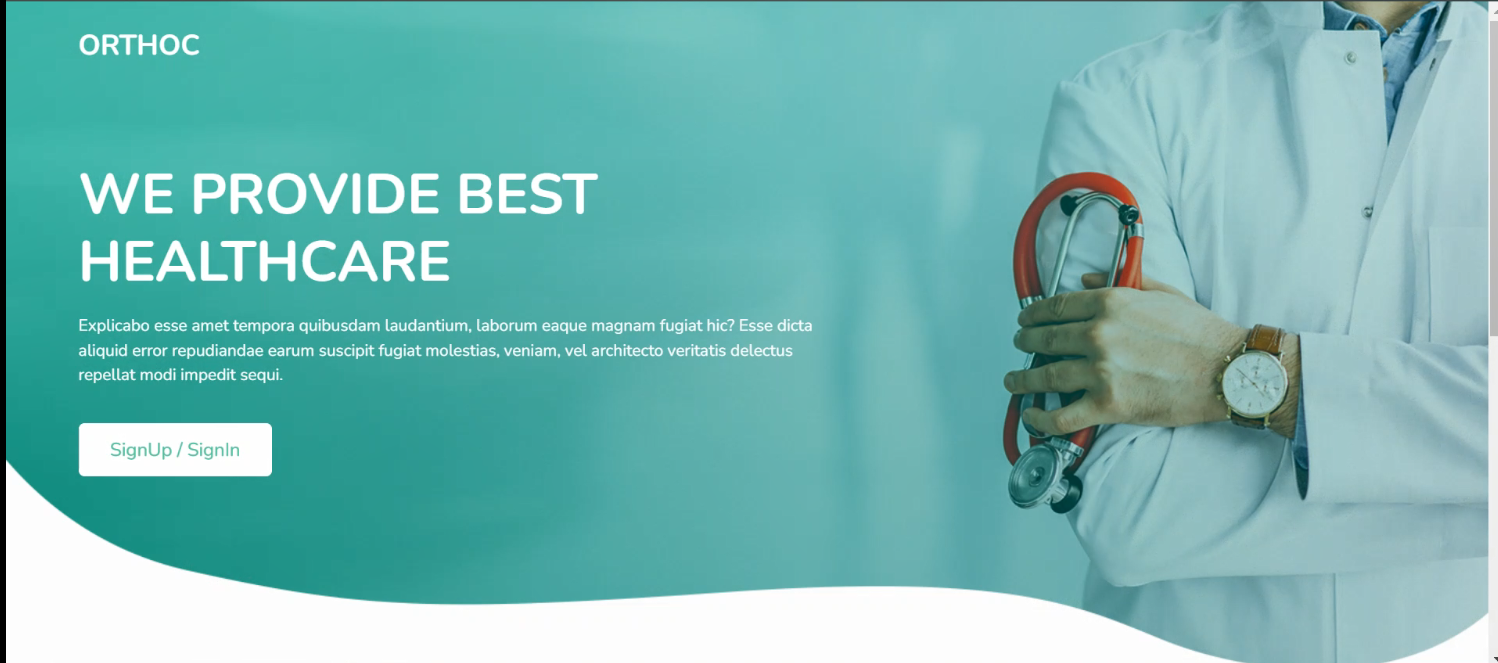 ORTHOC
WE PROVIDE BEST
HEALTHCARE
Explicabo esse amet tempora quibusdam laudantium, laborum eaque magnam fugiat hic? Esse dicta
aliquid error repudiandae earum suscipit fugiat molestias, veniam, vel architecto veritatis delectus
repellat modi impedit sequi.
SignUp / SignIn